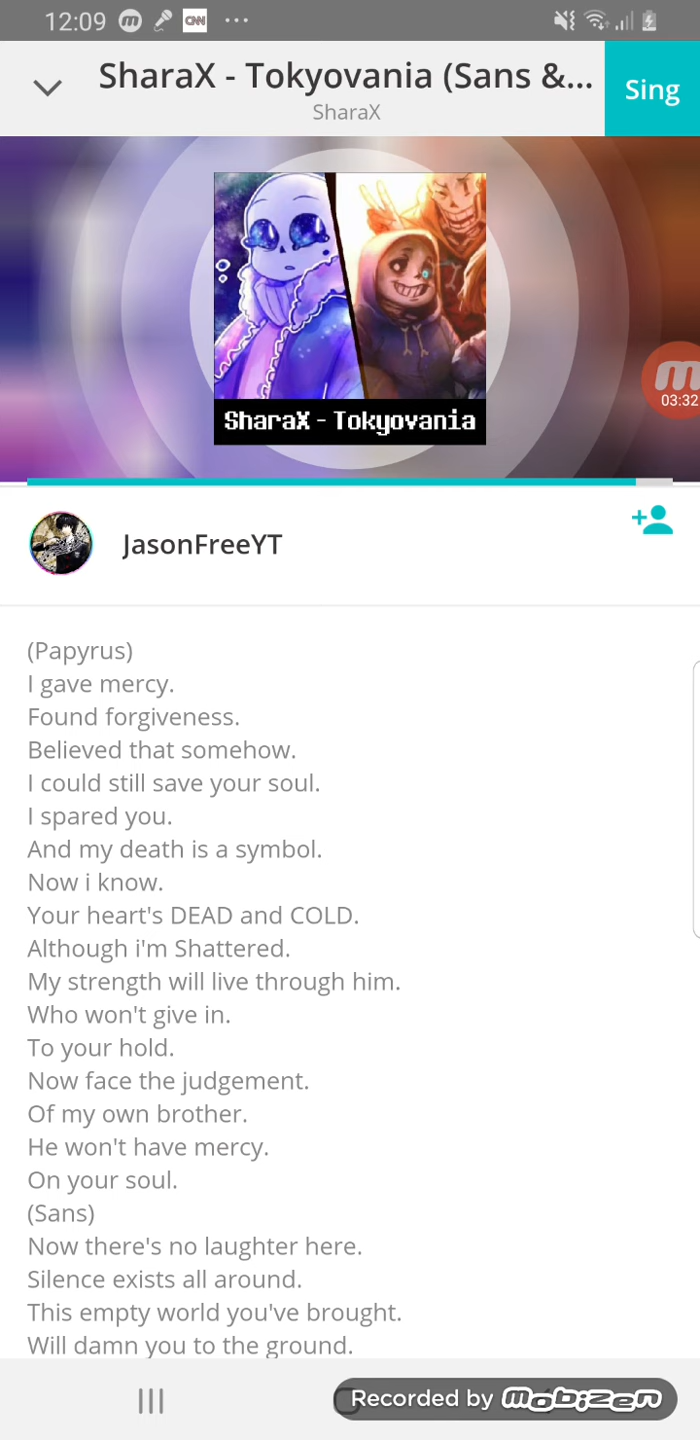 12:09
m
CNN
SharaX - Tokyovania (Sans &...
SharaX
Sing
SharaX - Tokyovania
m
03:32
JasonFreeYT
(Papyrus)
I gave mercy.
Found forgiveness.
Believed that somehow.
I could still save your soul.
I spared you.
And my death is a symbol.
Now i know.
Your heart's DEAD and COLD.
Although i'm Shattered.
My strength will live through him.
Who won't give in.
To your hold.
Now face the judgement.
Of my own brother.
He won't have mercy.
On your soul.
(Sans)
Now there's no laughter here.
Silence exists all around.
This empty world you've brought.
Will damn you to the ground.
Recorded by mobizen